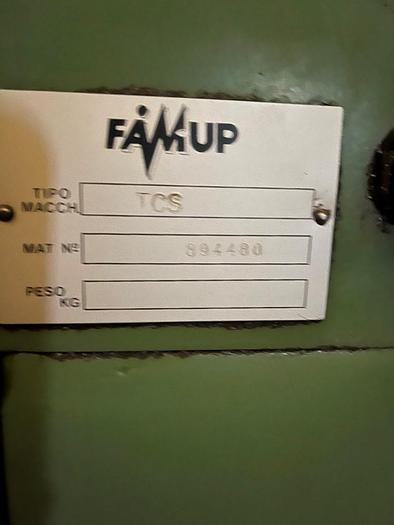 FAMUP
TIPO
MACCH. TCS
MAT Nº 894480
PESO
KG